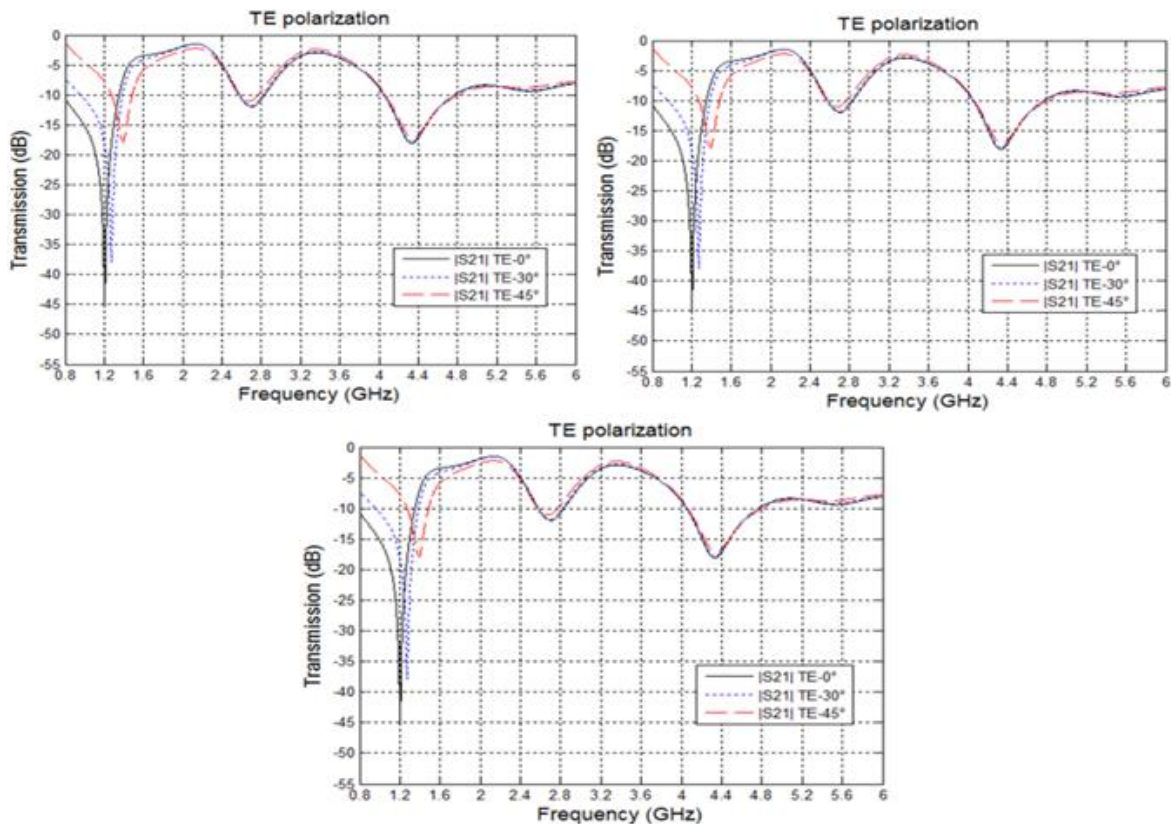 TE polarization
0
-5
-10
-15
-20
-25
-30
-35
-40
-45
-50
-55
Transmission (dB)
|S21| TE-0°
|S21| TE-30°
|S21| TE-45°
0.8 1.2 1.6 2 2.4 2.8 3.2 3.6 4 4.4 4.8 5.2 5.6 6
Frequency (GHz)
TE polarization
0
-5
-10
-15
-20
-25
-30
-35
-40
-45
-50
-55
Transmission (dB)
|S21| TE-0°
|S21| TE-30°
|S21| TE-45°
0.8 1.2 1.6 2 2.4 2.8 3.2 3.6 4 4.4 4.8 5.2 5.6 6
Frequency (GHz)
TE polarization
0
-5
-10
-15
-20
-25
-30
-35
-40
-45
-50
-55
Transmission (dB)
|S21| TE-0°
|S21| TE-30°
|S21| TE-45°
0.8 1.2 1.6 2 2.4 2.8 3.2 3.6 4 4.4 4.8 5.2 5.6 6
Frequency (GHz)